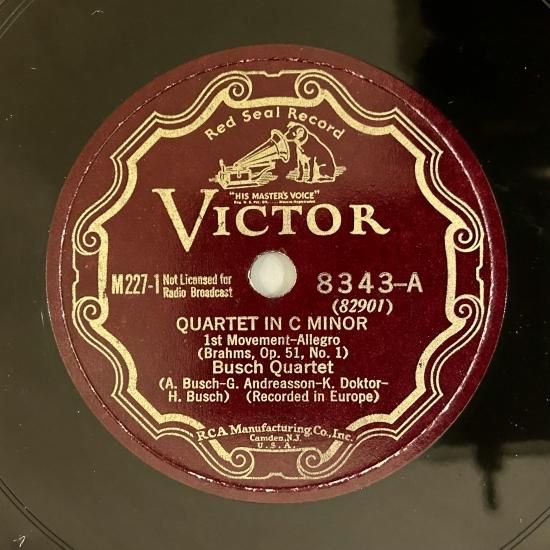 Red Seal Record
"HIS MASTER'S VOICE"
VICTOR
M227-1 Not Licensed for
Radio Broadcast
8343-A
(82901)
QUARTET IN C MINOR
1st Movement-Allegro
(Brahms, Op. 51, No. 1)
Busch Quartet
(A. Busch-G. Andreasson-K. Doktor-
H. Busch) (Recorded in Europe)
RCA Manufacturing Co., Inc.
Camden, N.J.
U.S.A.